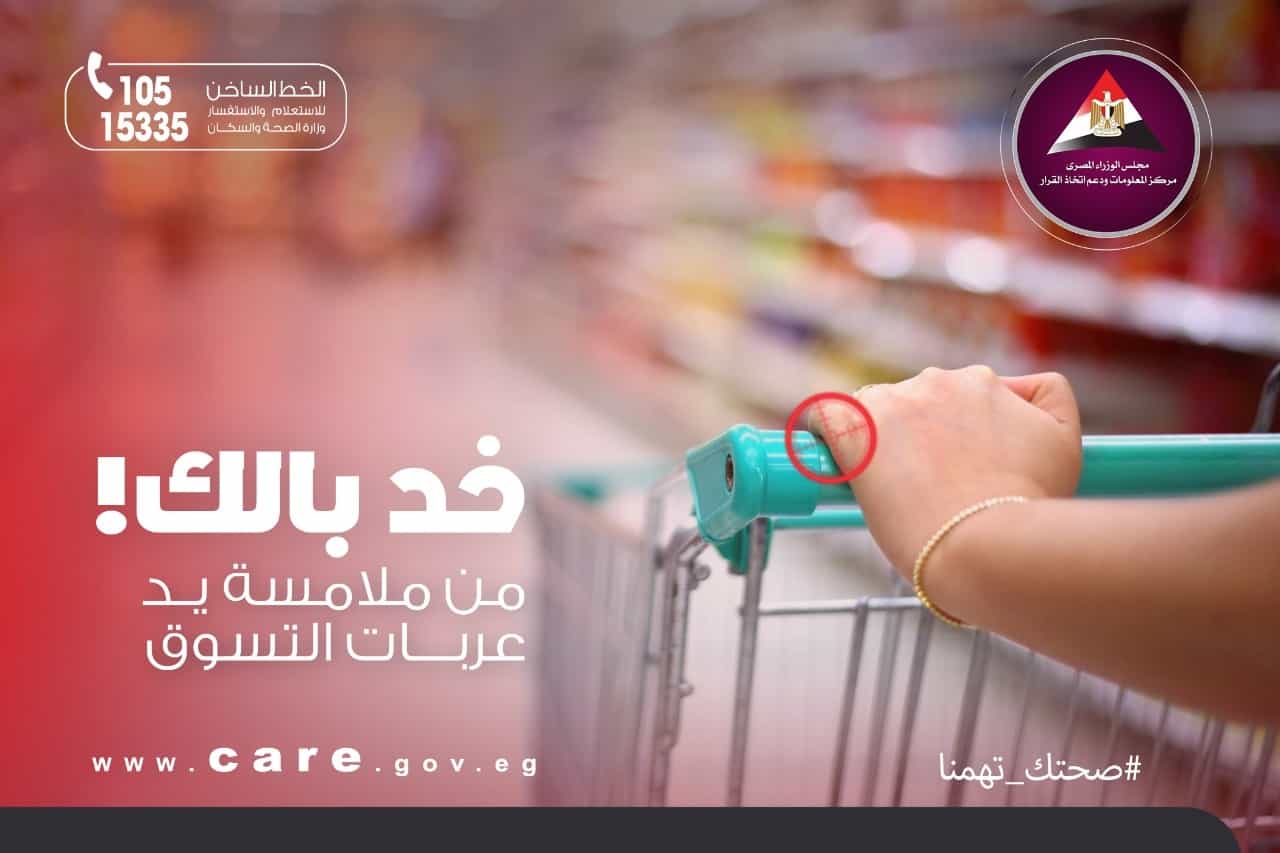 مجلس الوزراء المصرى
مركز المعلومات ودعم اتخاذ القرار
الخط الساخن
للاستعلام والاستفسار
وزارة الصحة والسكان
105
15335
خد بالك!
من ملامسة يد
عربات التسوق
www.care.gov.eg
#صحتك_تهمنا